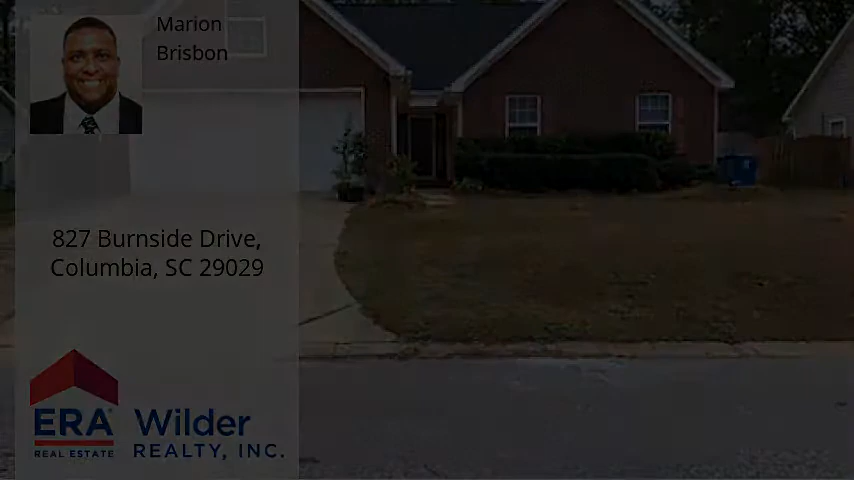 Marion
Brisbon
827 Burnside Drive,
Columbia, SC 29029
ERA
REAL ESTATE
Wilder
REALTY, INC.